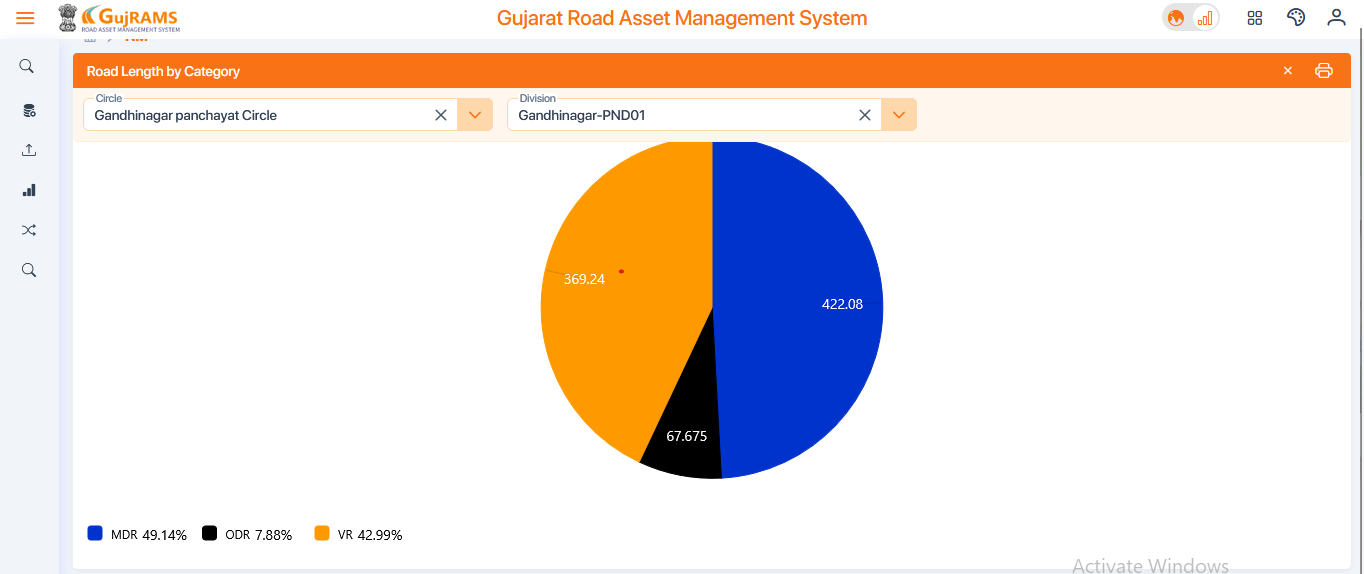 GujRAMS
ROAD ASSET MANAGEMENT SYSTEM
Gujarat Road Asset Management System
Road Length by Category
Circle
Gandhinagar panchayat Circle
Division
Gandhinagar-PND01
369.24
422.08
67.675
MDR 49.14%
ODR 7.88%
VR 42.99%
Activate Windows